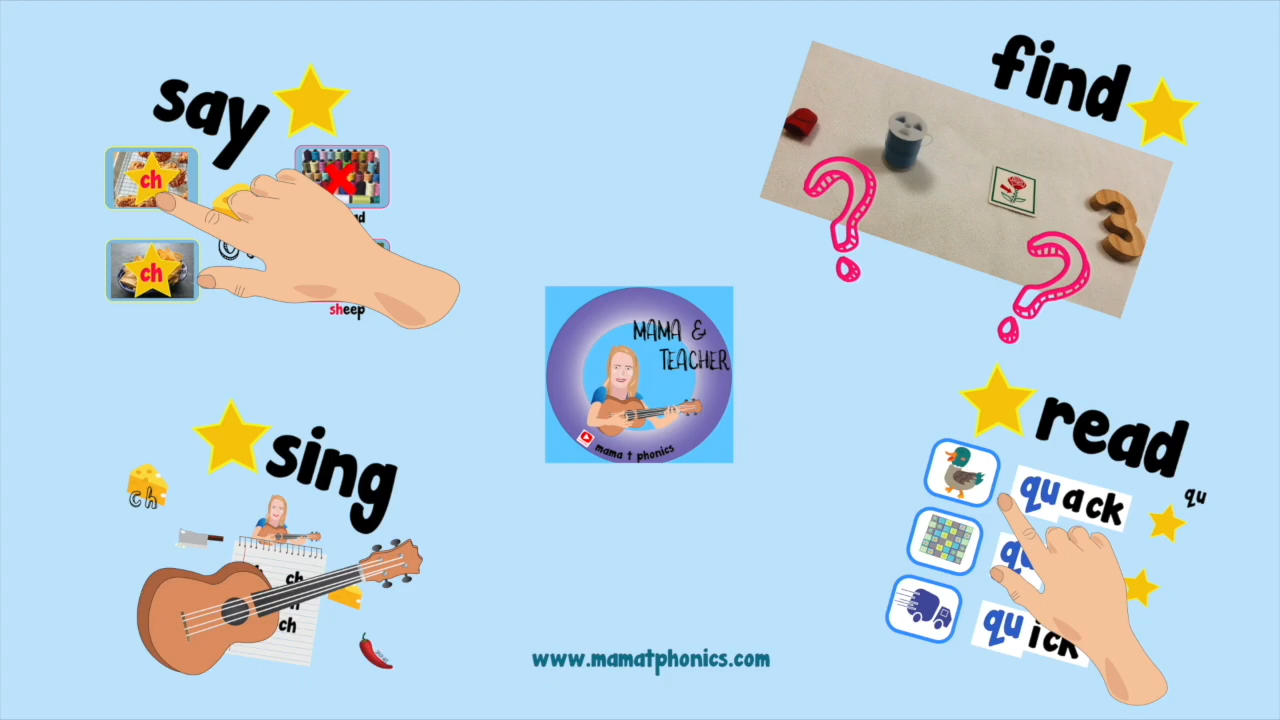 say
ch
ch
sheep
find
3
MAMA &
TEACHER
mama t phonics
sing
ch
ch
ch
read
qu
quack
qu
quick
www.mamatphonics.com